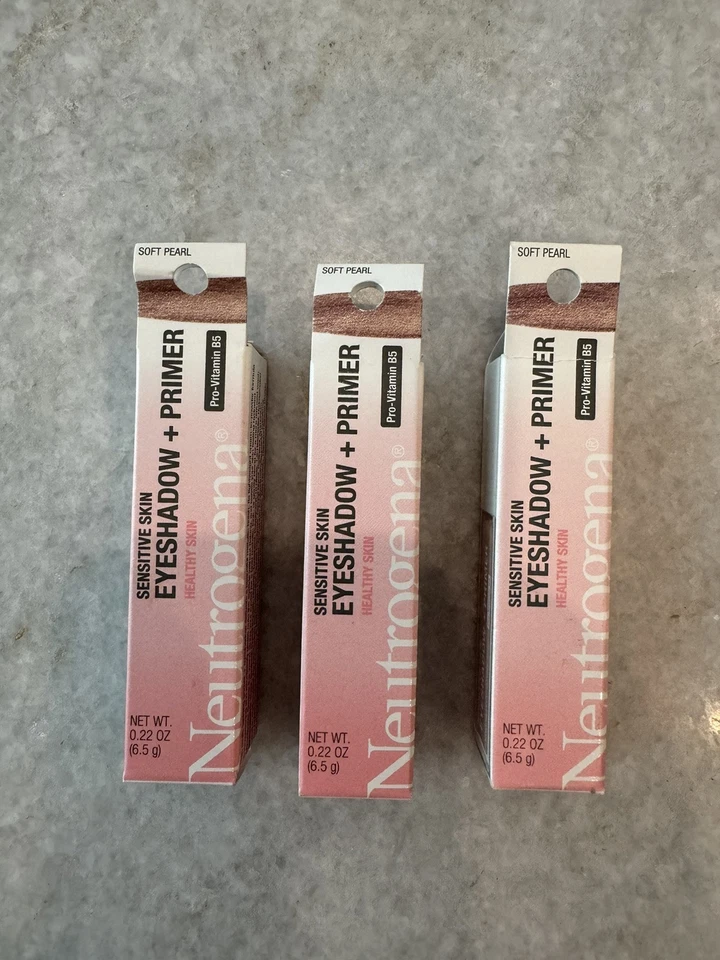 SOFT PEARL
Pro-Vitamin B5
SENSITIVE SKIN
EYESHADOW + PRIMER
HEALTHY SKIN
Neutrogena®
NET WT.
0.22 OZ
(6.5 g)
SOFT PEARL
Pro-Vitamin B5
SENSITIVE SKIN
EYESHADOW + PRIMER
HEALTHY SKIN
Neutrogena®
NET WT.
0.22 OZ
(6.5 g)
SOFT PEARL
Pro-Vitamin B5
SENSITIVE SKIN
EYESHADOW + PRIMER
HEALTHY SKIN
Neutrogena®
NET WT.
0.22 OZ
(6.5 g)